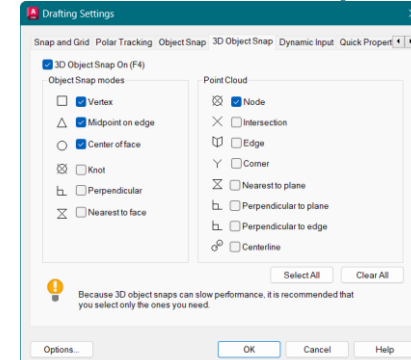 Drafting Settings
Snap and Grid Polar Tracking Object Snap 3D Object Snap Dynamic Input Quick Propert
3D Object Snap On (F4)
Object Snap modes
Vertex
Midpoint on edge
Center of face
Knot
Perpendicular
Nearest to face
Point Cloud
Node
Intersection
Edge
Corner
Nearest to plane
Perpendicular to plane
Perpendicular to edge
Centerline
Select All Clear All
Because 3D object snaps can slow performance, it is recommended that
you select only the ones you need.
Options... OK Cancel Help